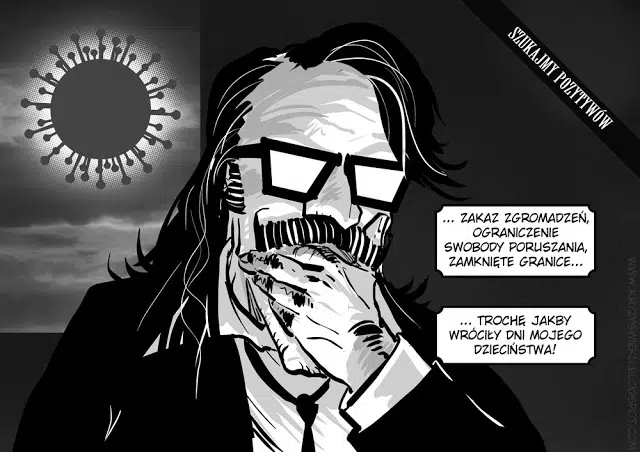 SZUKAJMY POZYTYWÓW
... ZAKAZ ZGROMADZEŃ,
OGRANICZENIE
SWOBODY PORUSZANIA,
ZAMKNIĘTE GRANICE...
... TROCHĘ JAKBY
WRÓCIŁY DNI MOJEGO
DZIECIŃSTWA!